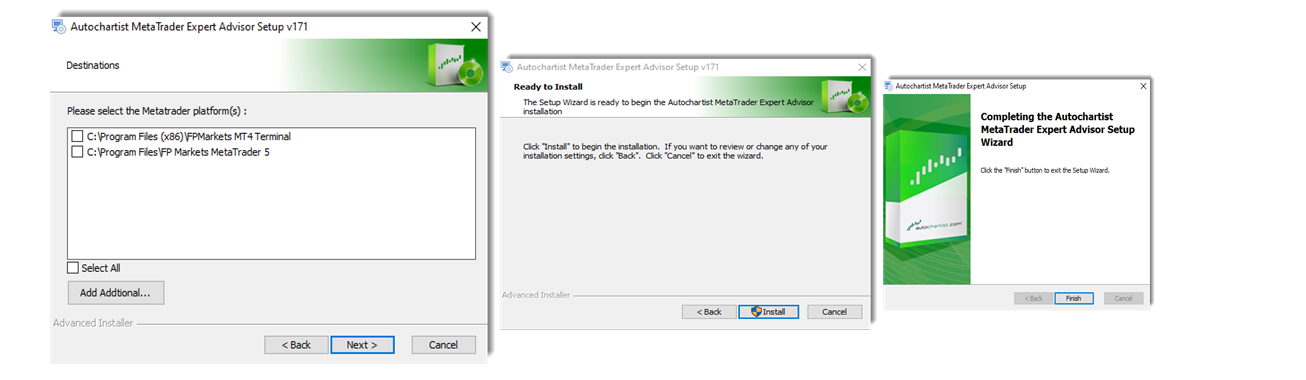 Autochartist MetaTrader Expert Advisor Setup v171
Destinations
Please select the Metatrader platform(s) :
C:\Program Files (x86)\FPMarkets MT4 Terminal
C:\Program Files\FP Markets MetaTrader 5
Select All
Add Addtional...
Advanced Installer
< Back
Next >
Cancel
Autochartist MetaTrader Expert Advisor Setup v171
Ready to Install
The Setup Wizard is ready to begin the Autochartist MetaTrader Expert Advisor
installation
Click "Install" to begin the installation. If you want to review or change any of your
installation settings, click "Back". Click "Cancel" to exit the wizard.
Advanced Installer
< Back
Install
Cancel
Autochartist MetaTrader Expert Advisor Setup
Completing the Autochartist
MetaTrader Expert Advisor Setup
Wizard
Click the "Finish" button to exit the Setup Wizard.
autochartist.com
< Back
Finish
Cancel